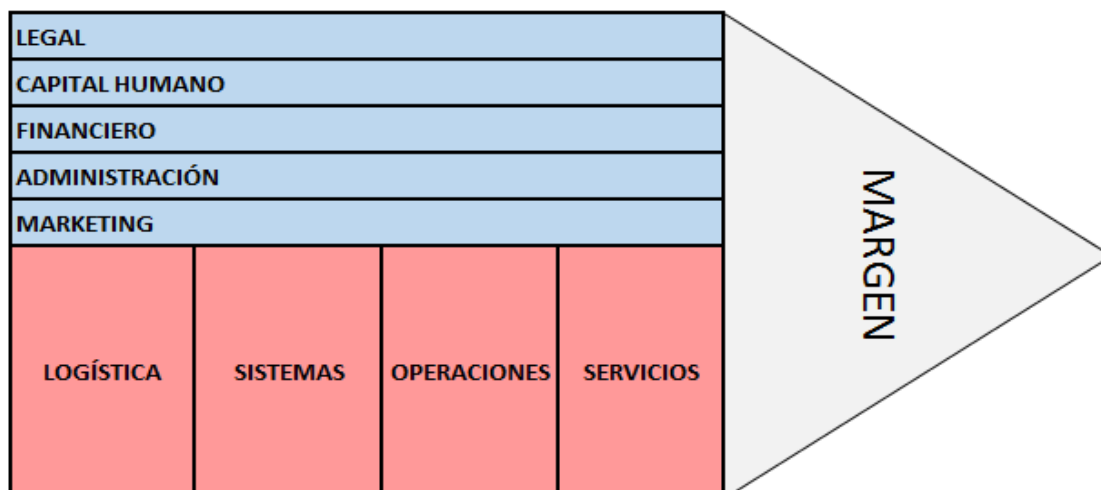 LEGAL
CAPITAL HUMANO
FINANCIERO
ADMINISTRACIÓN
MARKETING
LOGÍSTICA
SISTEMAS
OPERACIONES
SERVICIOS
MARGEN